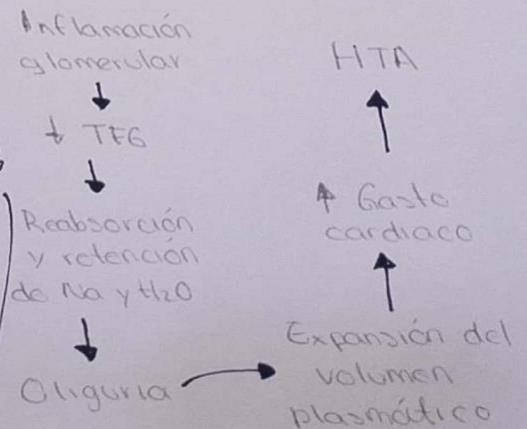 Inflamación
glomerular
↓ TFG
Reabsorción
y retención
de Na y H2O
Oliguria
Expansión del
volumen
plasmático
↑ Gasto
cardiaco
HTA